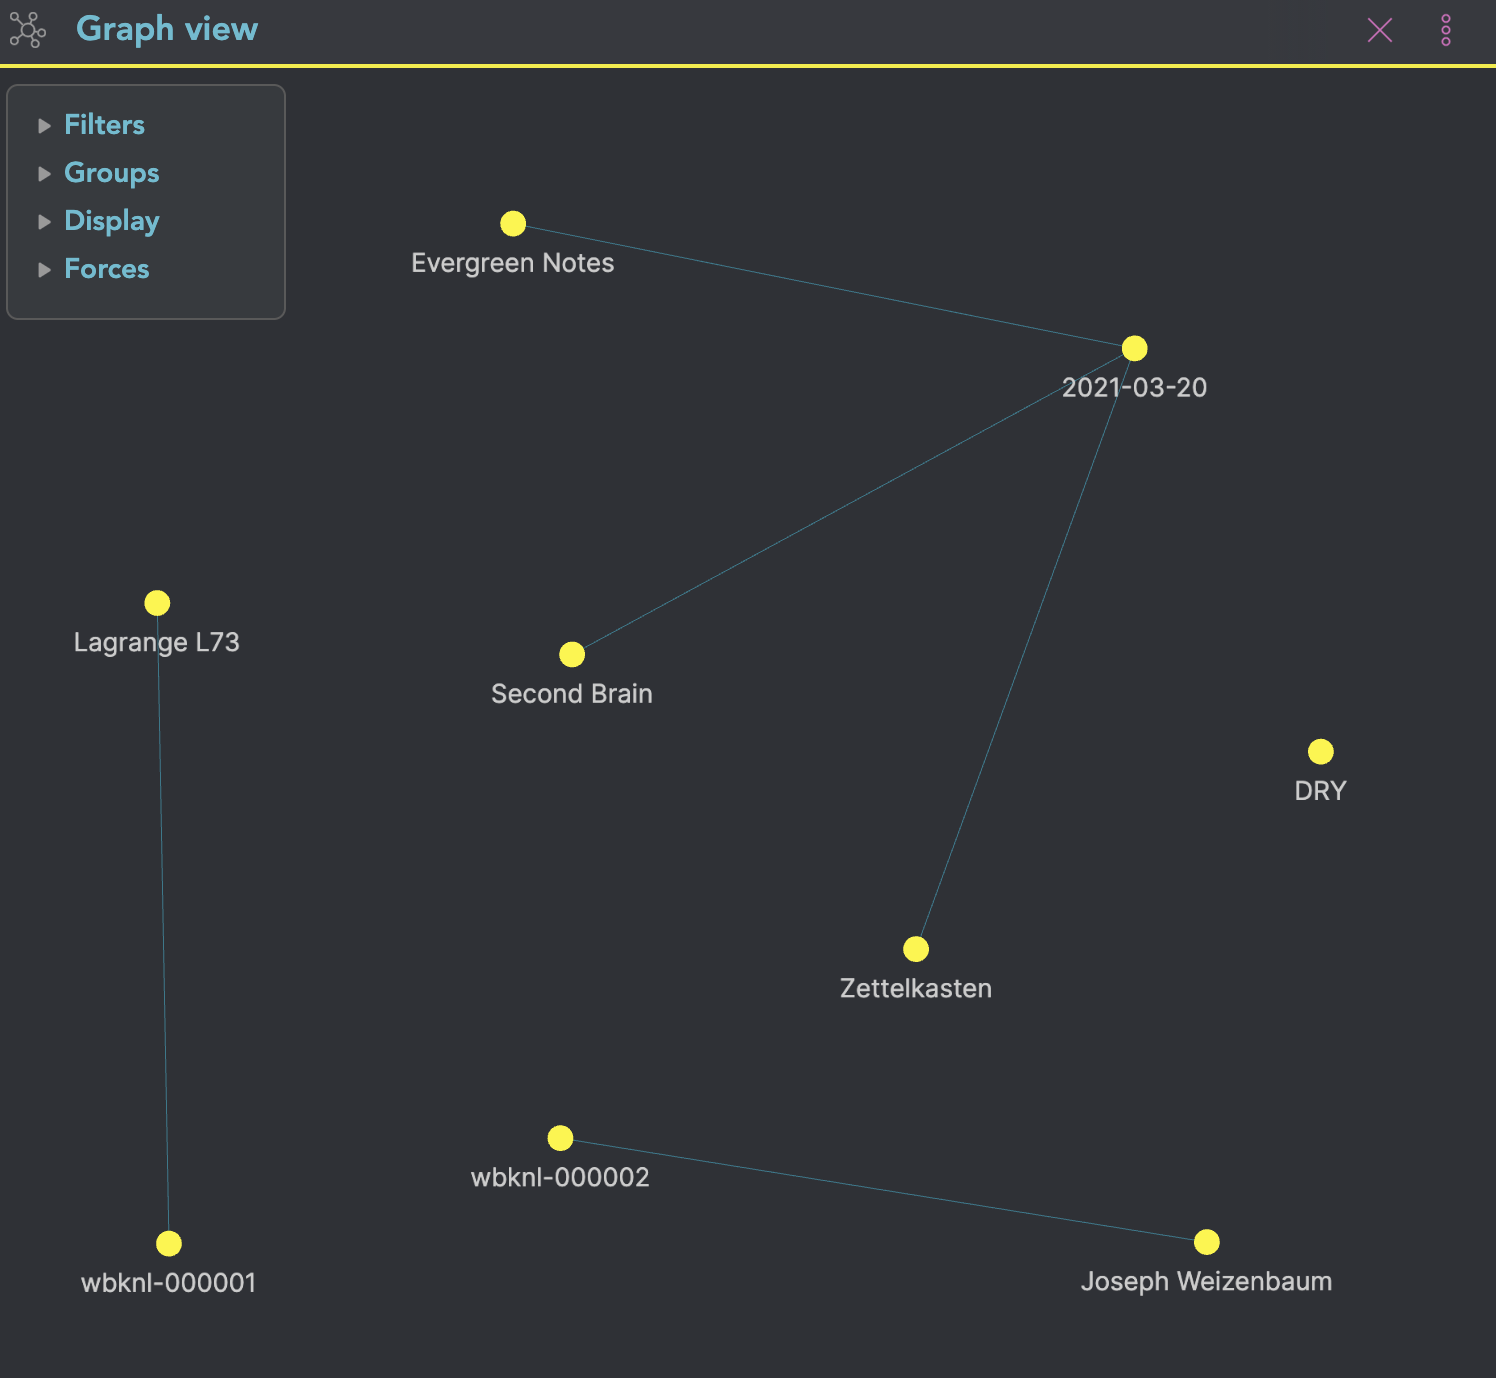 Graph view
Filters
Groups
Display
Forces
Evergreen Notes
2021-03-20
Lagrange L73
Second Brain
DRY
Zettelkasten
wbknl-000002
wbknl-000001
Joseph Weizenbaum